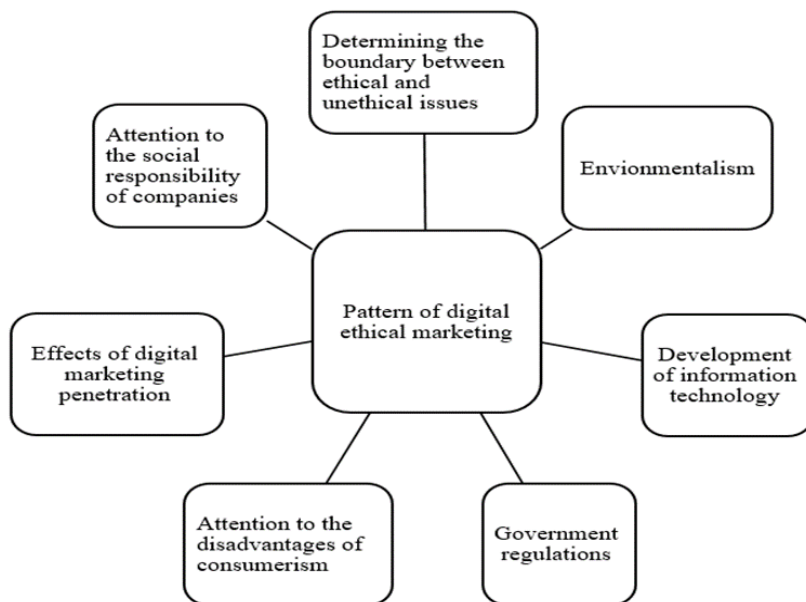 Determining the
boundary between
ethical and
unethical issues
Attention to
the social
responsibility
of companies
Envionmentalism
Pattern of digital
ethical marketing
Effects of digital
marketing
penetration
Development
of information
technology
Attention to the
disadvantages of
consumerism
Government
regulations